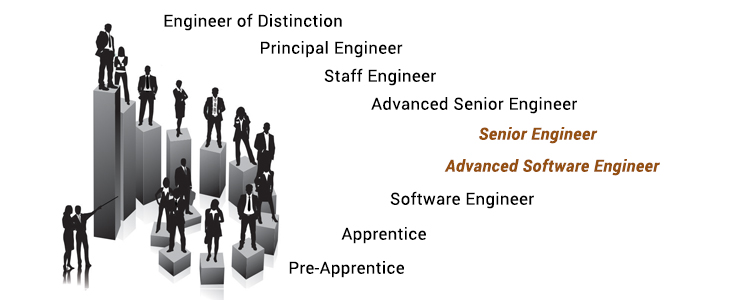 Engineer of Distinction
Principal Engineer
Staff Engineer
Advanced Senior Engineer
Senior Engineer
Advanced Software Engineer
Software Engineer
Apprentice
Pre-Apprentice